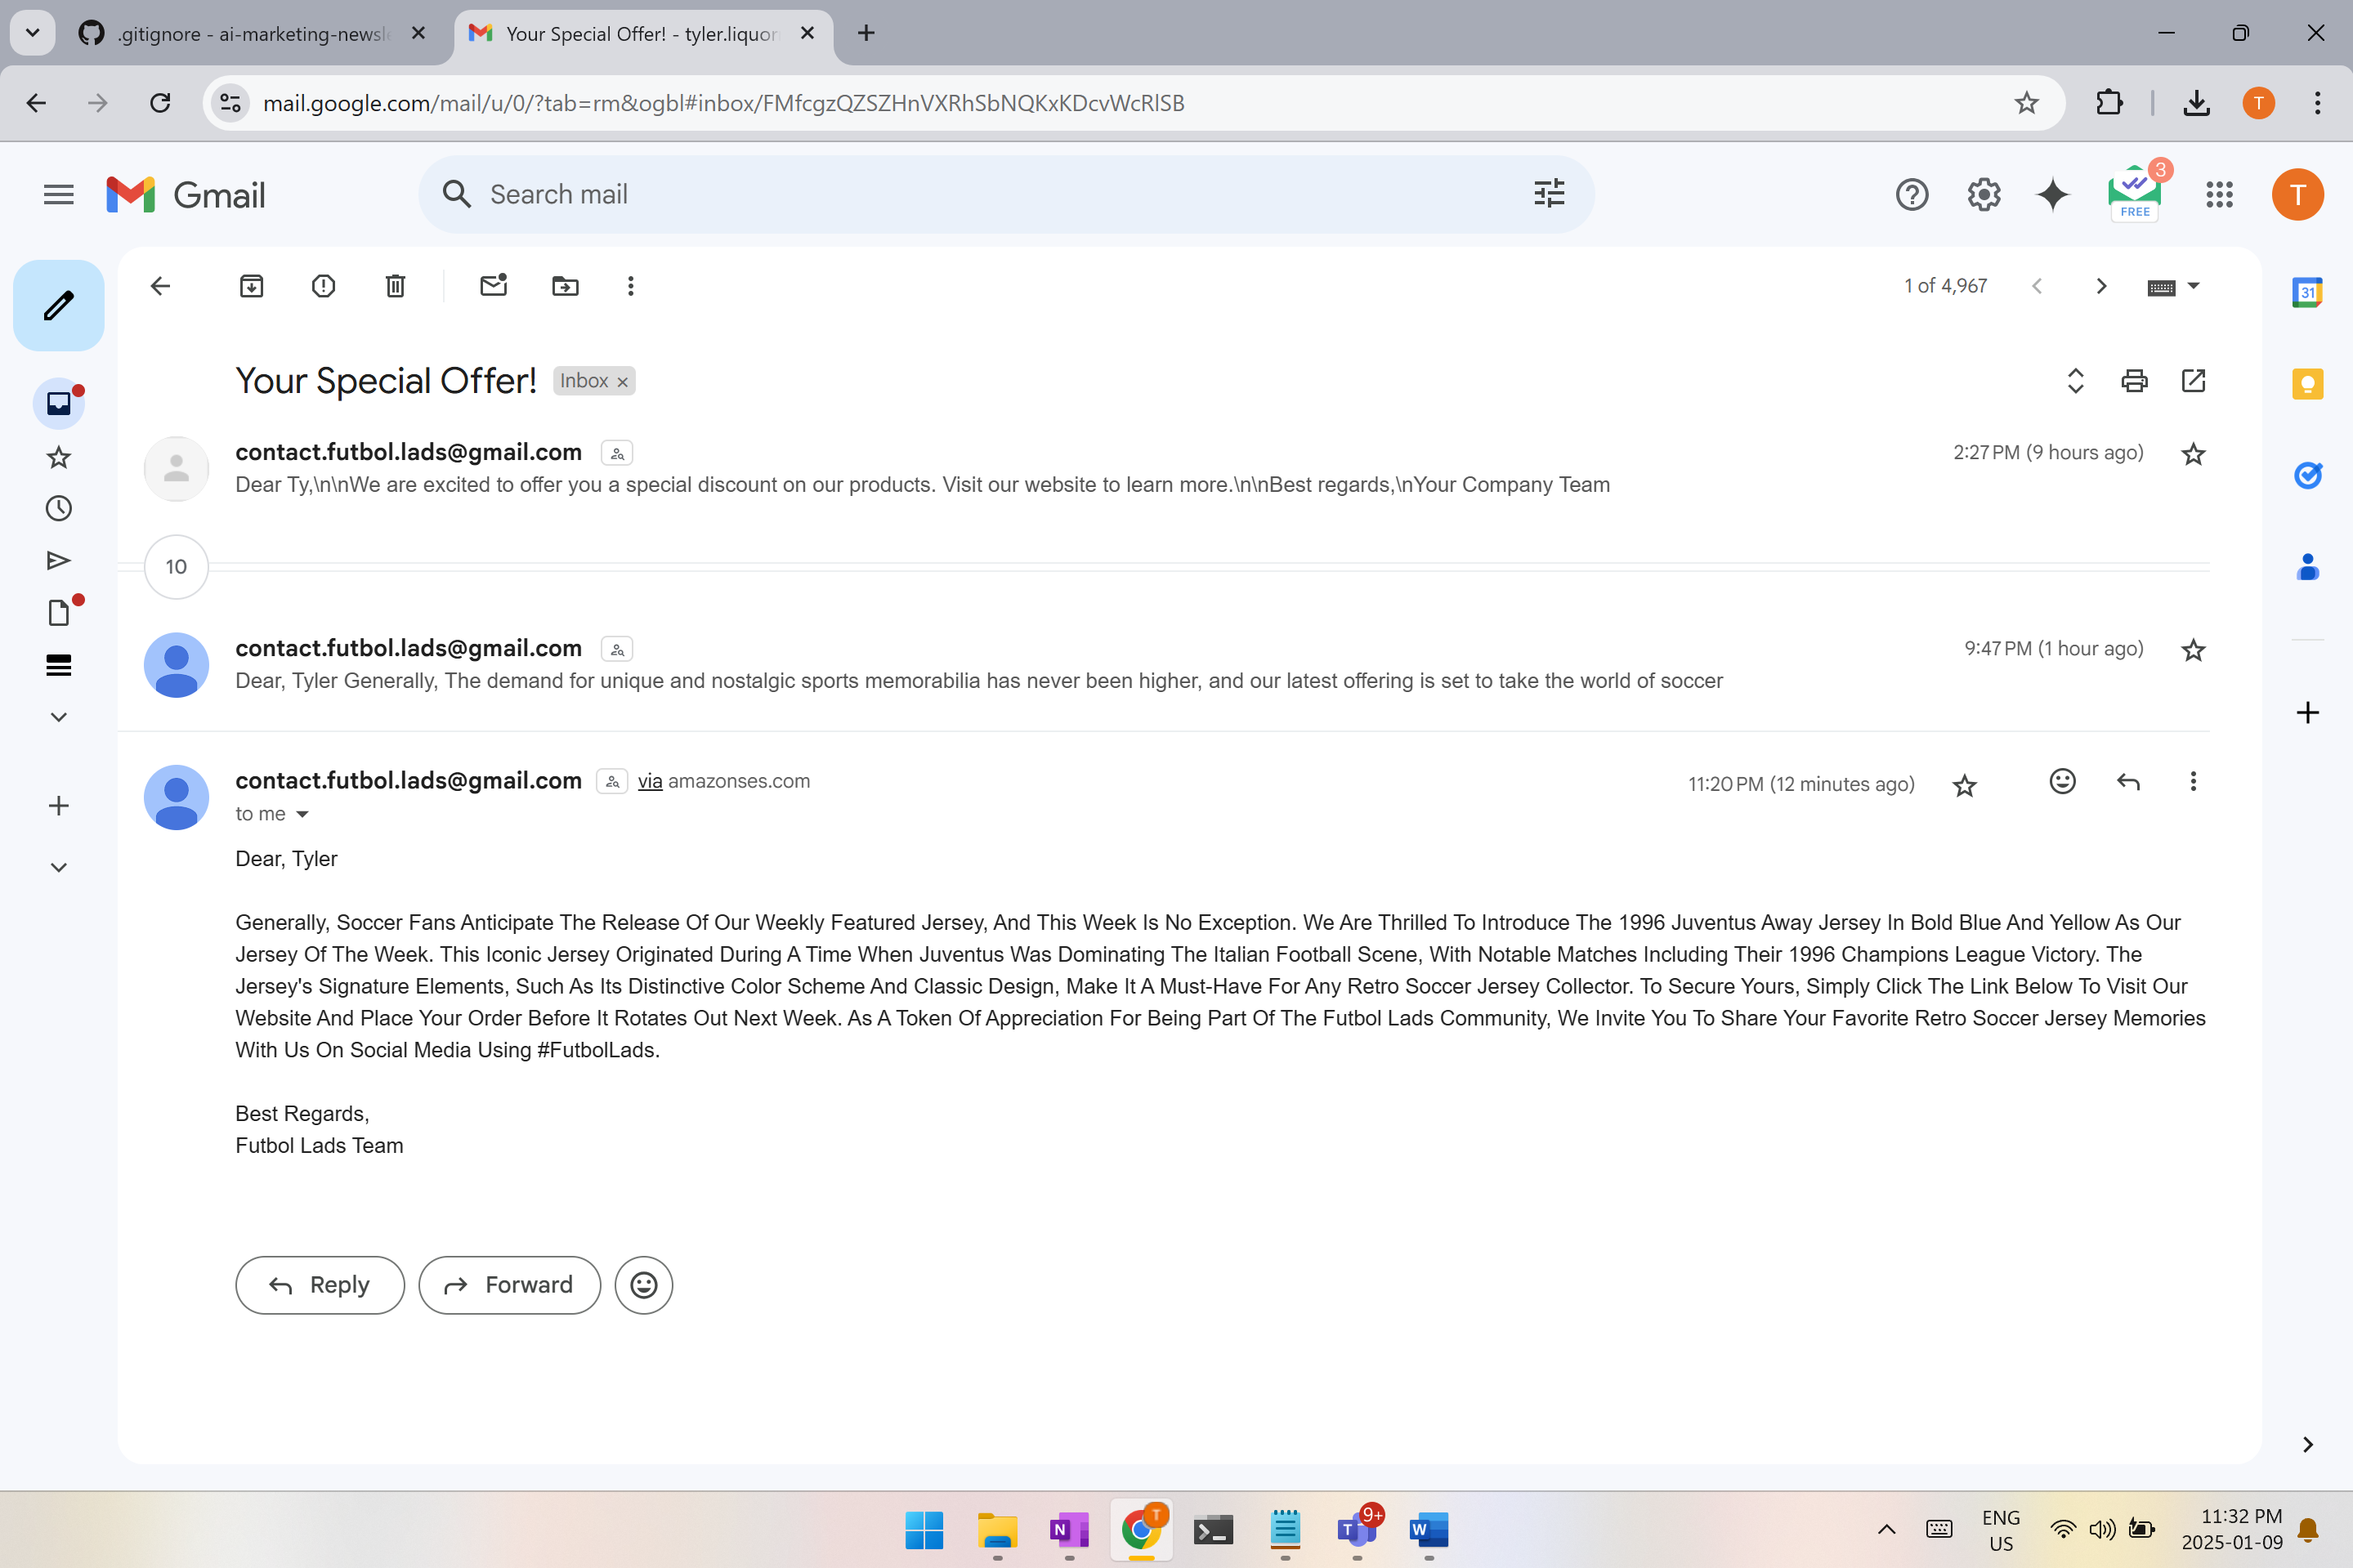 .gitignore - ai-marketing-newsle
Your Special Offer! - tyler.liquor
mail.google.com/mail/u/0/?tab=rm&ogbl#inbox/FMfcgzQZSZHnVXRhSbNQKxKDcvWcRlSB
T
Gmail
Search mail
3
FREE
T
1 of 4,967
31
Your Special Offer!
Inbox ×
contact.futbol.lads@gmail.com
2:27 PM (9 hours ago)
Dear Ty,\n\nWe are excited to offer you a special discount on our products. Visit our website to learn more.\n\nBest regards,\nYour Company Team
10
contact.futbol.lads@gmail.com
9:47 PM (1 hour ago)
Dear, Tyler Generally, The demand for unique and nostalgic sports memorabilia has never been higher, and our latest offering is set to take the world of soccer
contact.futbol.lads@gmail.com via amazonses.com
11:20 PM (12 minutes ago)
to me
Dear, Tyler
Generally, Soccer Fans Anticipate The Release Of Our Weekly Featured Jersey, And This Week Is No Exception. We Are Thrilled To Introduce The 1996 Juventus Away Jersey In Bold Blue And Yellow As Our
Jersey Of The Week. This Iconic Jersey Originated During A Time When Juventus Was Dominating The Italian Football Scene, With Notable Matches Including Their 1996 Champions League Victory. The
Jersey's Signature Elements, Such As Its Distinctive Color Scheme And Classic Design, Make It A Must-Have For Any Retro Soccer Jersey Collector. To Secure Yours, Simply Click The Link Below To Visit Our
Website And Place Your Order Before It Rotates Out Next Week. As A Token Of Appreciation For Being Part Of The Futbol Lads Community, We Invite You To Share Your Favorite Retro Soccer Jersey Memories
With Us On Social Media Using #FutbolLads.
Best Regards,
Futbol Lads Team
Reply
Forward
N
T
T
9+
W
ENG
US
11:32 PM
2025-01-09